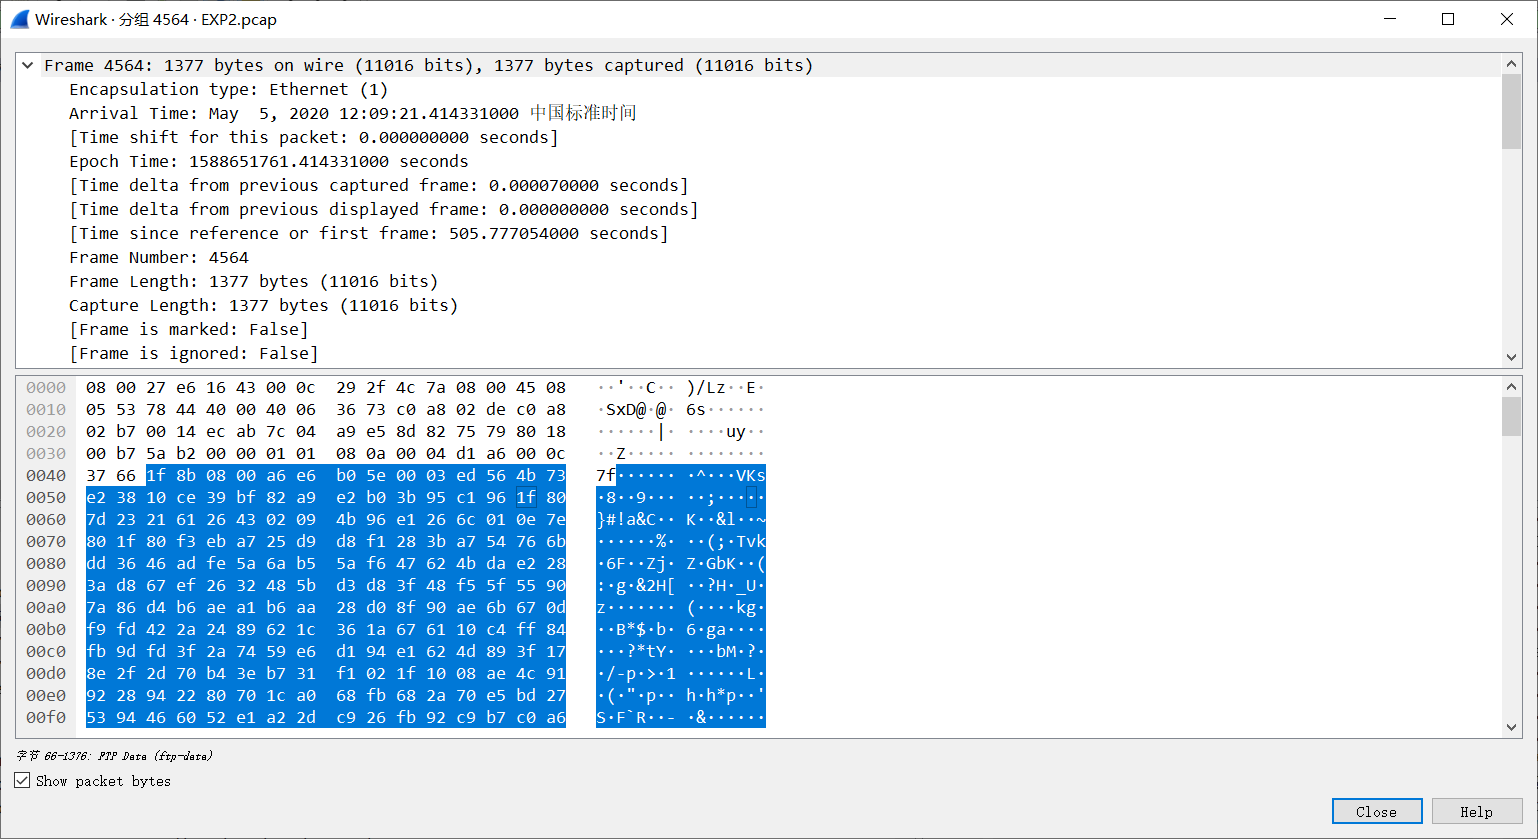 Wireshark · 分组 4564 · EXP2.pcap
Frame 4564: 1377 bytes on wire (11016 bits), 1377 bytes captured (11016 bits)
Encapsulation type: Ethernet (1)
Arrival Time: May  5, 2020 12:09:21.414331000 中国标准时间
[Time shift for this packet: 0.000000000 seconds]
Epoch Time: 1588651761.414331000 seconds
[Time delta from previous captured frame: 0.000070000 seconds]
[Time delta from previous displayed frame: 0.000000000 seconds]
[Time since reference or first frame: 505.777054000 seconds]
Frame Number: 4564
Frame Length: 1377 bytes (11016 bits)
Capture Length: 1377 bytes (11016 bits)
[Frame is marked: False]
[Frame is ignored: False]
0000 08 00 27 e6 16 43 00 0c 29 2f 4c 7a 08 00 45 08 ··'··C·· )/Lz··E·
0010 05 53 78 44 40 00 40 06 36 73 c0 a8 02 de c0 a8 ·SxD@·@· 6s······
0020 02 b7 00 14 ec ab 7c 04 a9 e5 8d 82 75 79 80 18 ······|· ····uy··
0030 00 b7 5a b2 00 00 01 01 08 0a 00 04 d1 a6 00 0c ··Z····· ········
0040 37 66 1f 8b 08 00 a6 e6 b0 5e 00 03 ed 56 4b 73 7f······ ·^···VKs
0050 e2 38 10 ce 39 bf 82 a9 e2 b0 3b 95 c1 96 1f 80 ·8··9··· ··;·····
0060 7d 23 21 61 26 43 02 09 4b 96 e1 26 6c 01 0e 7e }#!a&C·· K··&l··~
0070 80 1f 80 f3 eb a7 25 d9 d8 f1 28 3b a7 54 76 6b ······%· ··(;·Tvk
0080 dd 36 46 ad fe 5a 6a b5 5a f6 47 62 4b da e2 28 ·6F··Zj· Z·GbK··(
0090 3a d8 67 ef 26 32 48 5b d3 d8 3f 48 f5 5f 55 90 :·g·&2H[ ··?H·_U·
00a0 7a 86 d4 b6 ae a1 b6 aa 28 d0 8f 90 ae 6b 67 0d z······· (····kg·
00b0 f9 fd 42 2a 24 89 62 1c 36 1a 67 61 10 c4 ff 84 ··B*$·b· 6·ga····
00c0 fb 9d fd 3f 2a 74 59 e6 d1 94 e1 62 4d 89 3f 17 ···?*tY· ···bM·?·
00d0 8e 2f 2d 70 b4 3e b7 31 f1 02 1f 10 08 ae 4c 91 ·/-p·>·1 ······L·
00e0 92 28 94 22 80 70 1c a0 68 fb 68 2a 70 e5 bd 27 ·(·"·p·· h·h*p··'
00f0 53 94 46 60 52 e1 a2 2d c9 26 fb 92 c9 b7 c0 a6 S·F`R··- ·&······
字节 66-1376: FTP Data (ftp-data)
Show packet bytes
Close Help